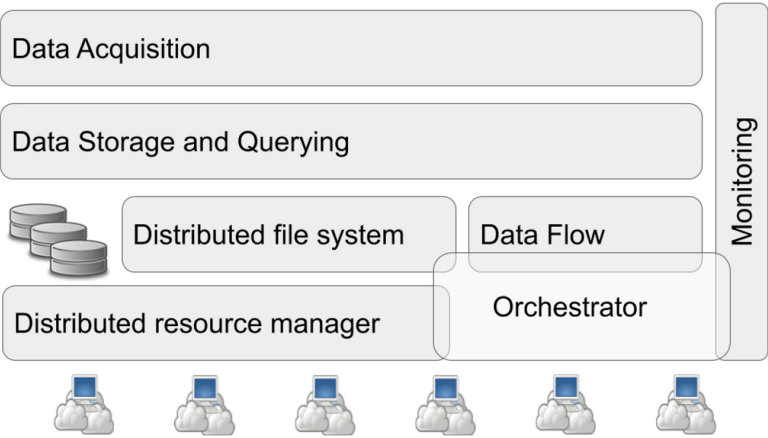 Data Acquisition
Data Storage and Querying
Distributed file system
Data Flow
Distributed resource manager
Orchestrator
Monitoring